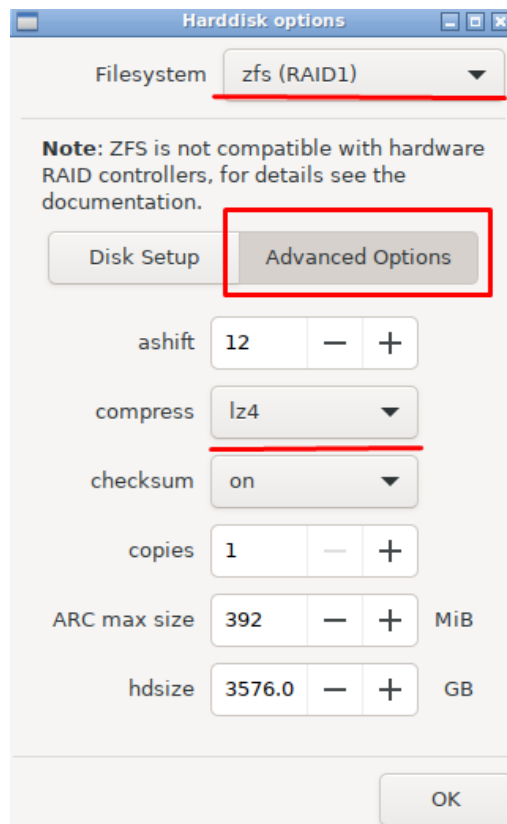 Harddisk options
Filesystem zfs (RAID1)
Note: ZFS is not compatible with hardware
RAID controllers, for details see the
documentation.
Disk Setup Advanced Options
ashift 12 — +
compress lz4
checksum on
copies 1 — +
ARC max size 392 — + MiB
hdsize 3576.0 — + GB
OK